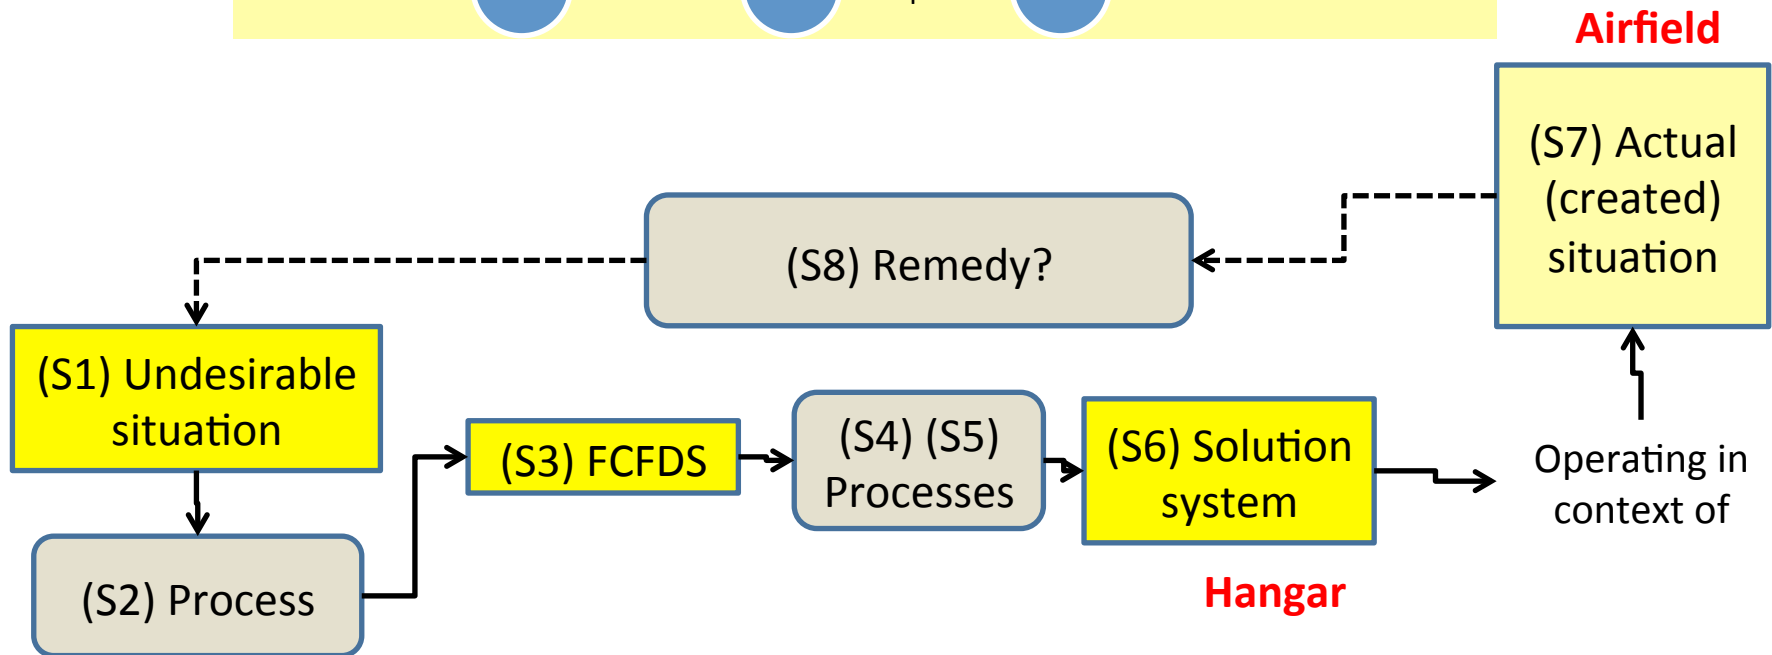 Airfield
(S7) Actual
(created)
situation
(S8) Remedy?
(S1) Undesirable
situation
(S3) FCFDS
(S4) (S5)
Processes
(S6) Solution
system
Operating in
context of
(S2) Process
Hangar